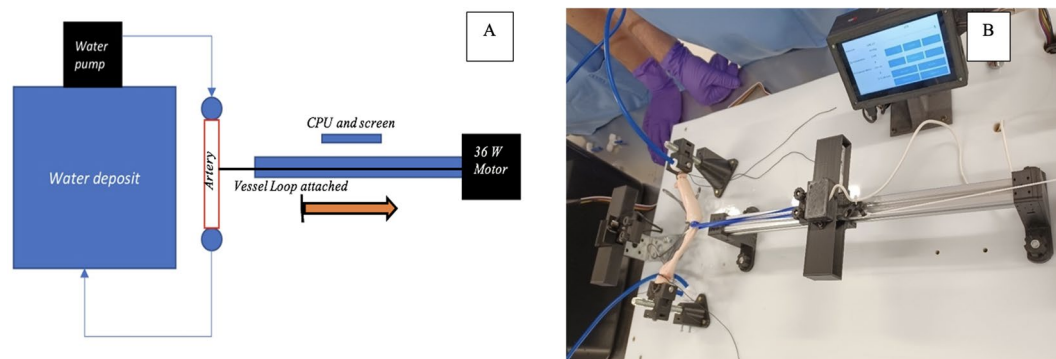 Water
pump
A
B
CPU and screen
36 W
Motor
Artery
Water deposit
Vessel Loop attached